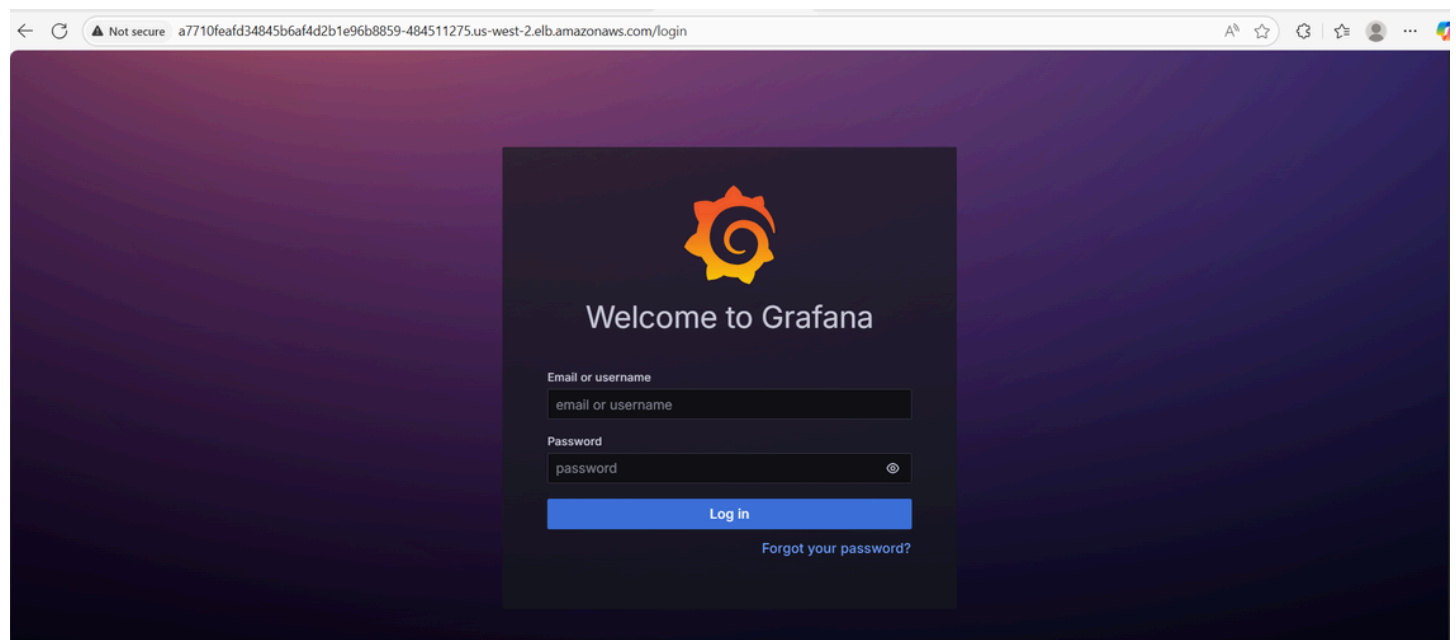 Not secure a7710feafd34845b6af4d2b1e96b8859-484511275.us-west-2.elb.amazonaws.com/login
Welcome to Grafana
Email or username
email or username
Password
password
Log in
Forgot your password?